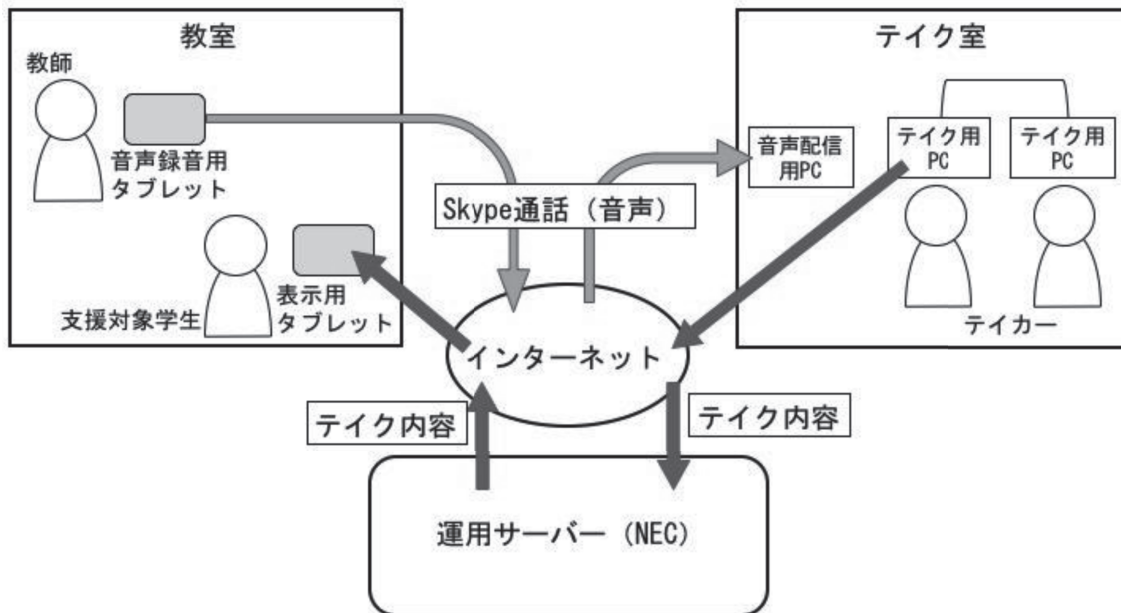 教室
教師
音声録音用
タブレット
支援対象学生
表示用
タブレット
Skype通話（音声）
テイク室
音声配信
用PC
テイク用
PC
テイク用
PC
テイカー
インターネット
テイク内容
テイク内容
運用サーバー（NEC）